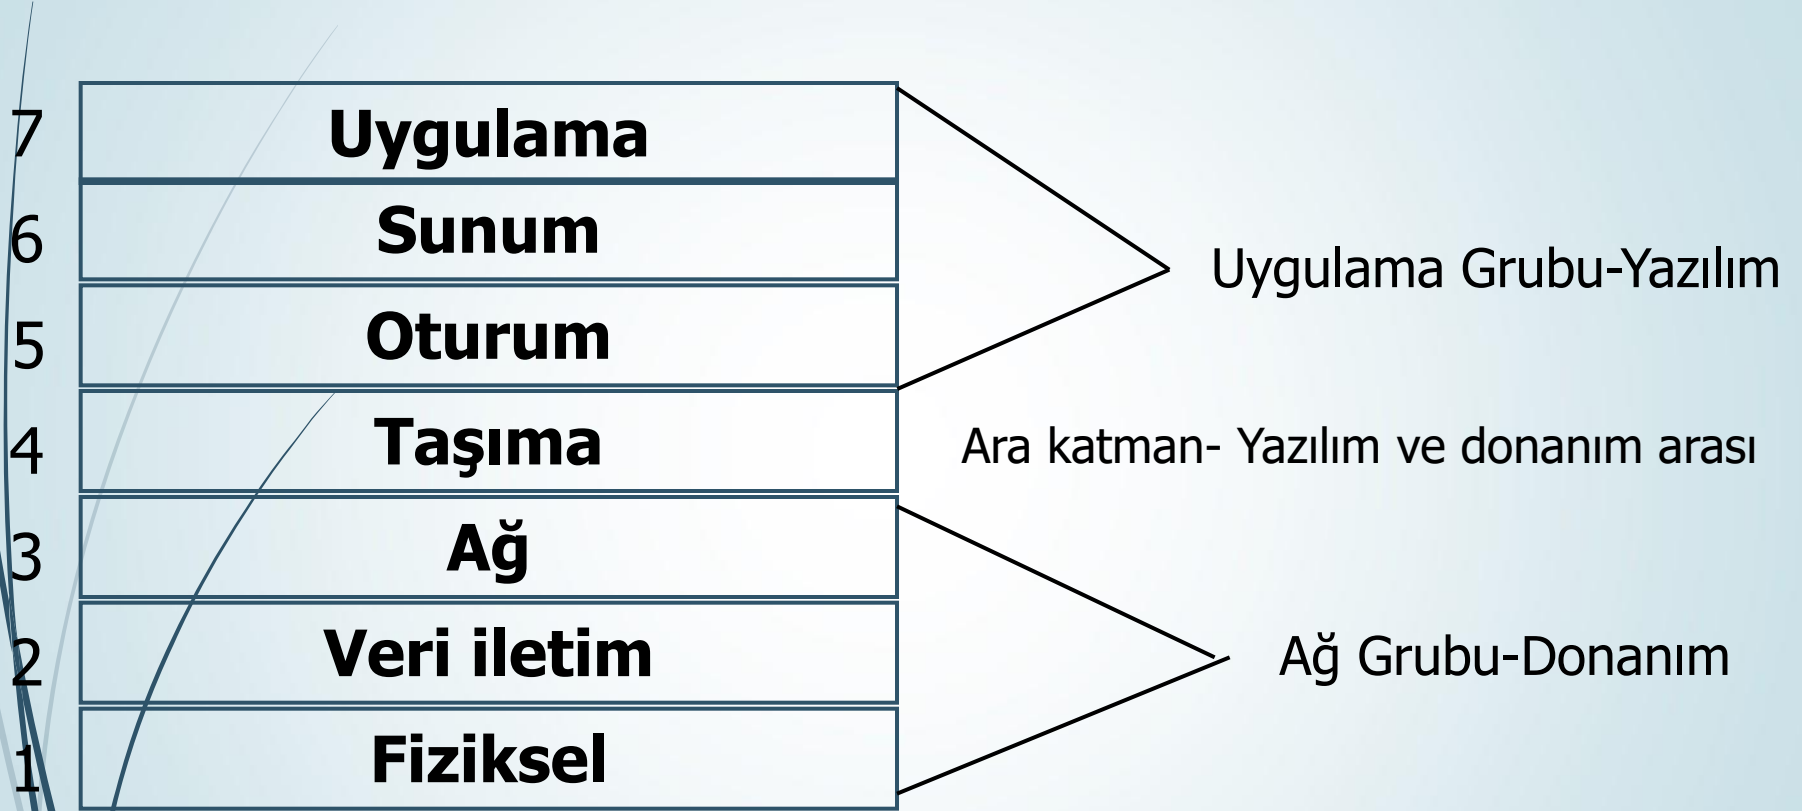 7 Uygulama
6 Sunum
Uygulama Grubu-Yazılım
5 Oturum
4 Taşıma Ara katman- Yazılım ve donanım arası
3 Ağ
2 Veri iletim Ağ Grubu-Donanım
1 Fiziksel